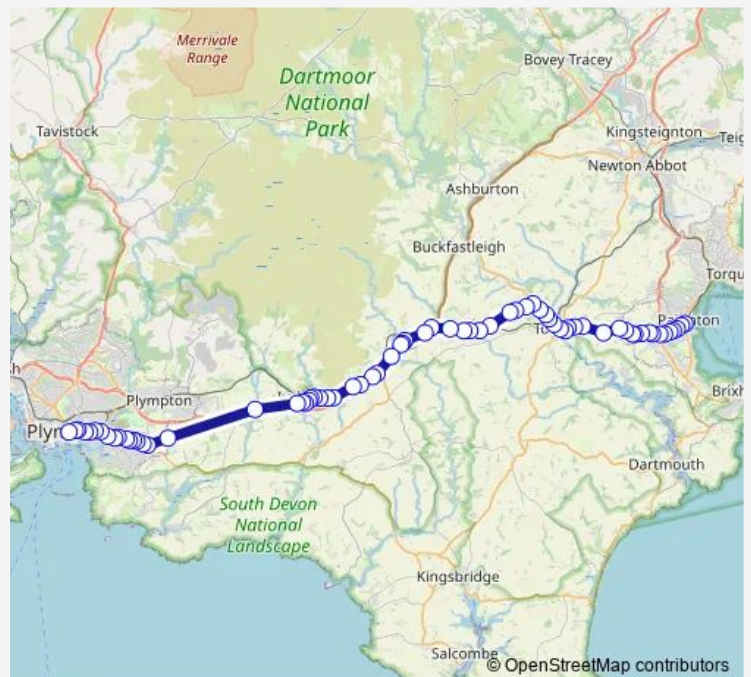 Merrivale
Range
Dartmoor
National
Park
Bovey Tracey
Tavistock
Kingsteignton
Teig
Newton Abbot
Ashburton
Buckfastleigh
Torqu
Plympton
Brixh
Dartmouth
South Devon
National
Landscape
Kingsbridge
Salcombe
© OpenStreetMap contributors